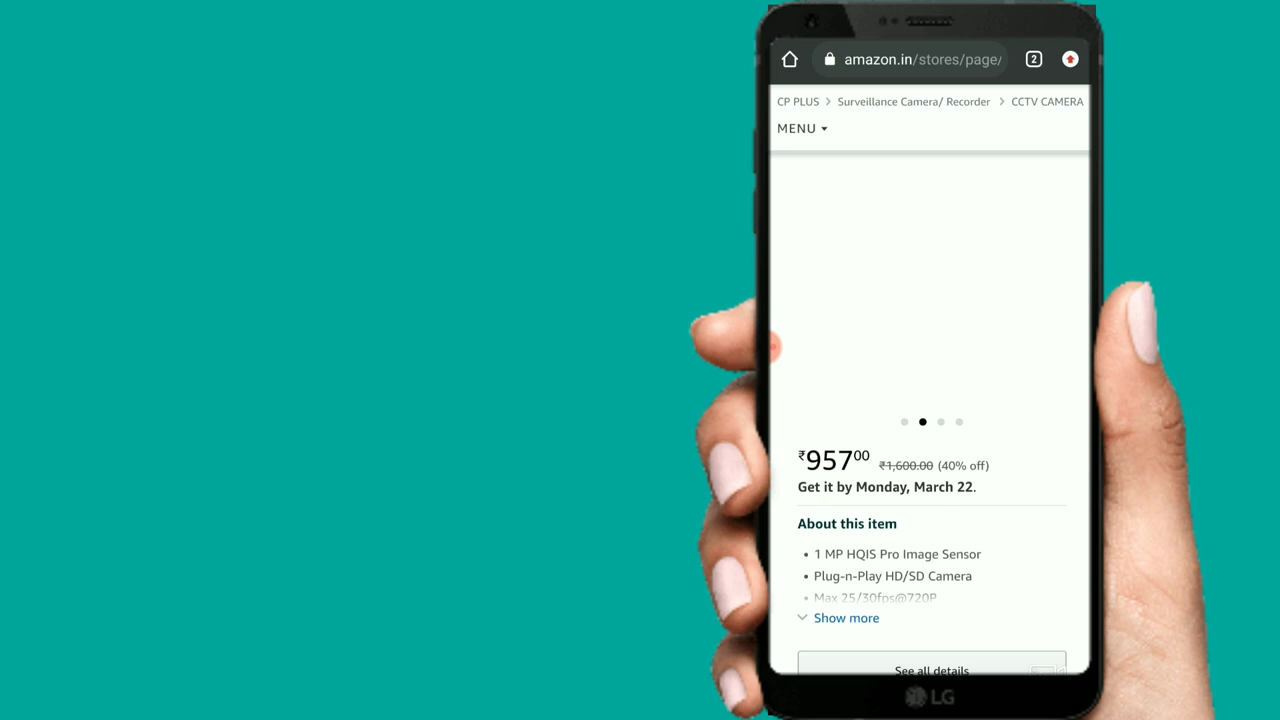 amazon.in/stores/page/
2
CP PLUS > Surveillance Camera/ Recorder > CCTV CAMERA
MENU
₹95700 ₹1,600.00 (40% off)
Get it by Monday, March 22.
About this item
• 1 MP HQIS Pro Image Sensor
• Plug-n-Play HD/SD Camera
• Max 25/30fps@720P
Show more
See all details
LG